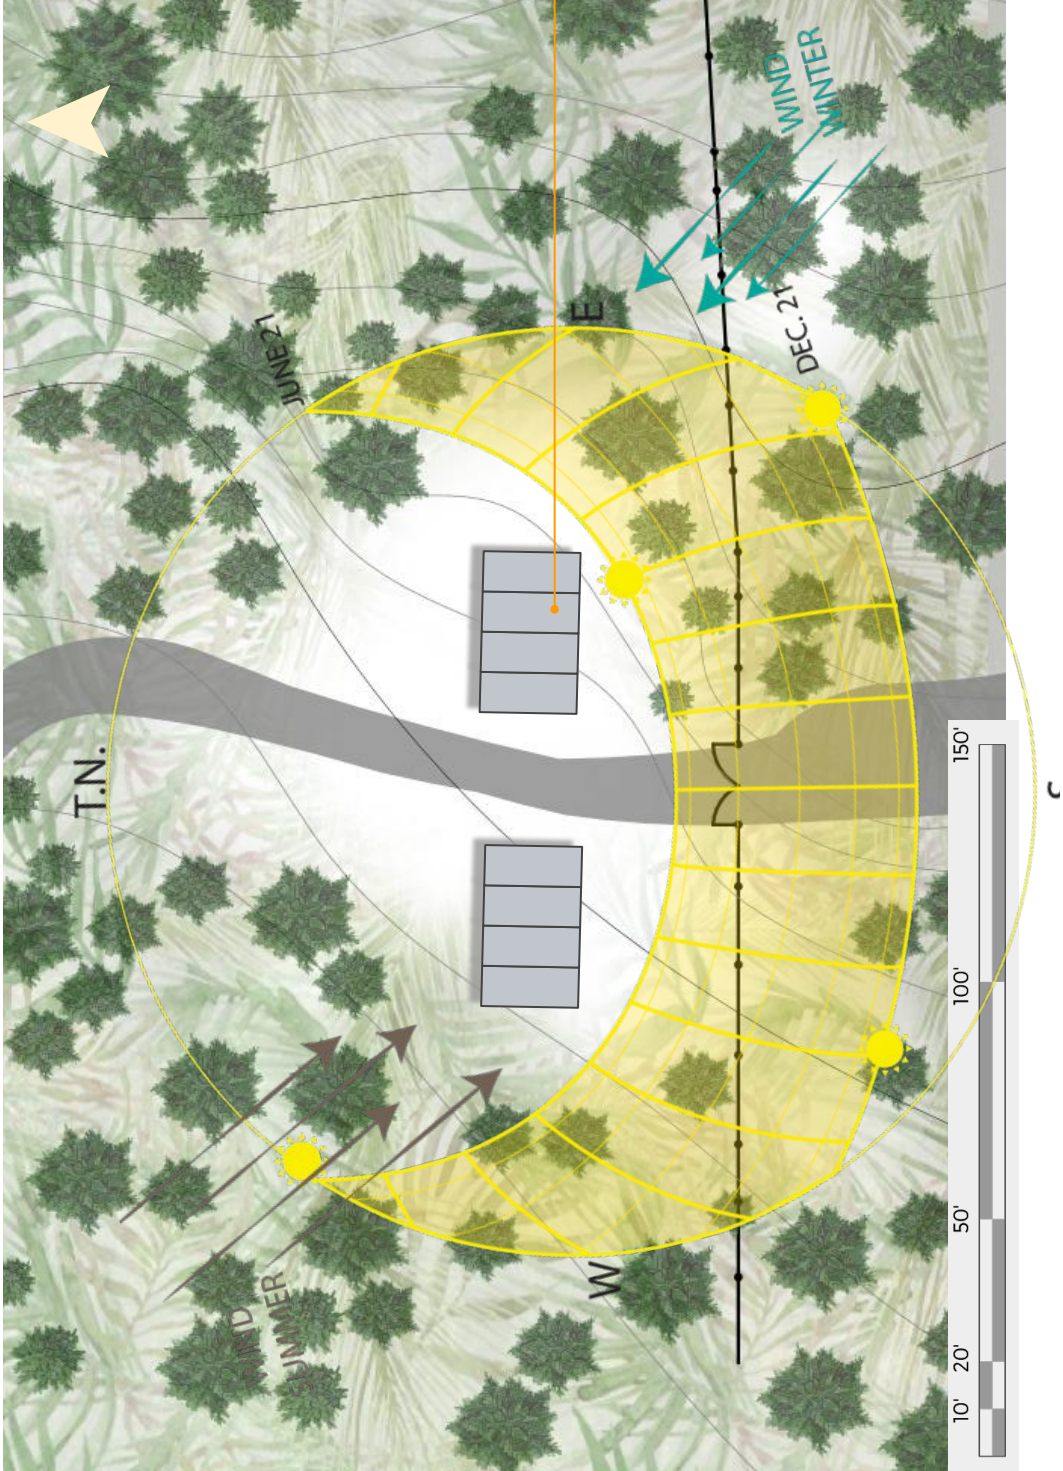 WIND
WINTER
DEC. 21
JUNE 21
E
T.N.
S
W
WIND
SUMMER
10'
20'
50'
100'
150'